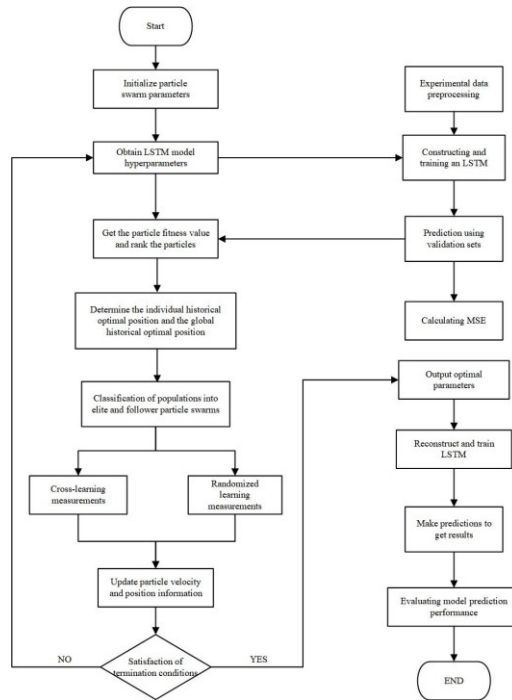 Start
Initialize particle
swarm parameters
Obtain LSTM model
hyperparameters
Get the particle fitness value
and rank the particles
Determine the individual historical
optimal position and the global
historical optimal position
Classification of populations into
elite and follower particle swarms
Cross-learning
measurements
Randomized
learning
measurements
Update particle velocity
and position information
Satisfaction of
termination conditions
NO
YES
Experimental data
preprocessing
Constructing and
training an LSTM
Prediction using
validation sets
Calculating MSE
Output optimal
parameters
Reconstruct and train
LSTM
Make predictions to
get results
Evaluating model prediction
performance
END